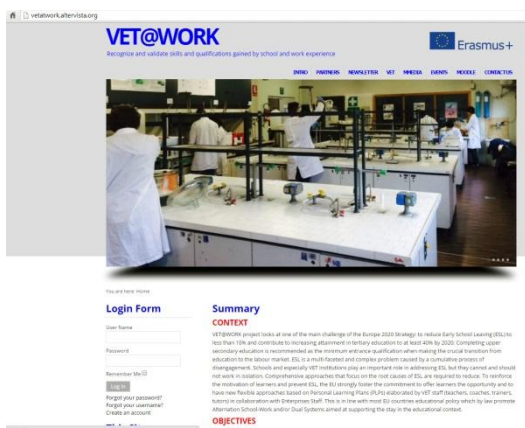 vetatwork.altervista.org
VET@WORK
Recognize and validate skills and qualifications gained by school and work experience
Erasmus+
INTRO PARTNERS NEWSLETTER VET MMEDIA EVENTS MOODLE CONTACT US
You are here: Home
Login Form
User Name
Password
Remember Me
Log in
Forgot your password?
Forgot your username?
Create an account
Summary
CONTEXT
VET@WORK project looks at one of the main challenge of the Europe 2020 Strategy: to reduce Early School Leaving (ESL) to
less than 10% and contribute to increasing attainment in tertiary education to at least 40% by 2020. Completing upper
secondary education is recommended as the minimum entrance qualification when making the crucial transition from
education to the labour market. ESL is a multi-faceted and complex problem caused by a cumulative process of
disengagement. Schools and especially VET institutions play an important role in addressing ESL but they cannot and should
not work in isolation. Comprehensive approaches that focus on the root causes of ESL are required to reduce. To reinforce
the motivation of learners and prevent ESL, the EU strongly foster the commitment to offer learners the opportunity and to
have new flexible approaches based on Personal Learning Plans (PLPs) elaborated by VET staff (teachers, coaches, trainers,
tutors) in collaboration with Enterprises Staff. This is in line with most EU countries educational policy which by law promote
Alternation School-Work and/or Dual Systems aimed at supporting the stay in the educational context.
OBJECTIVES